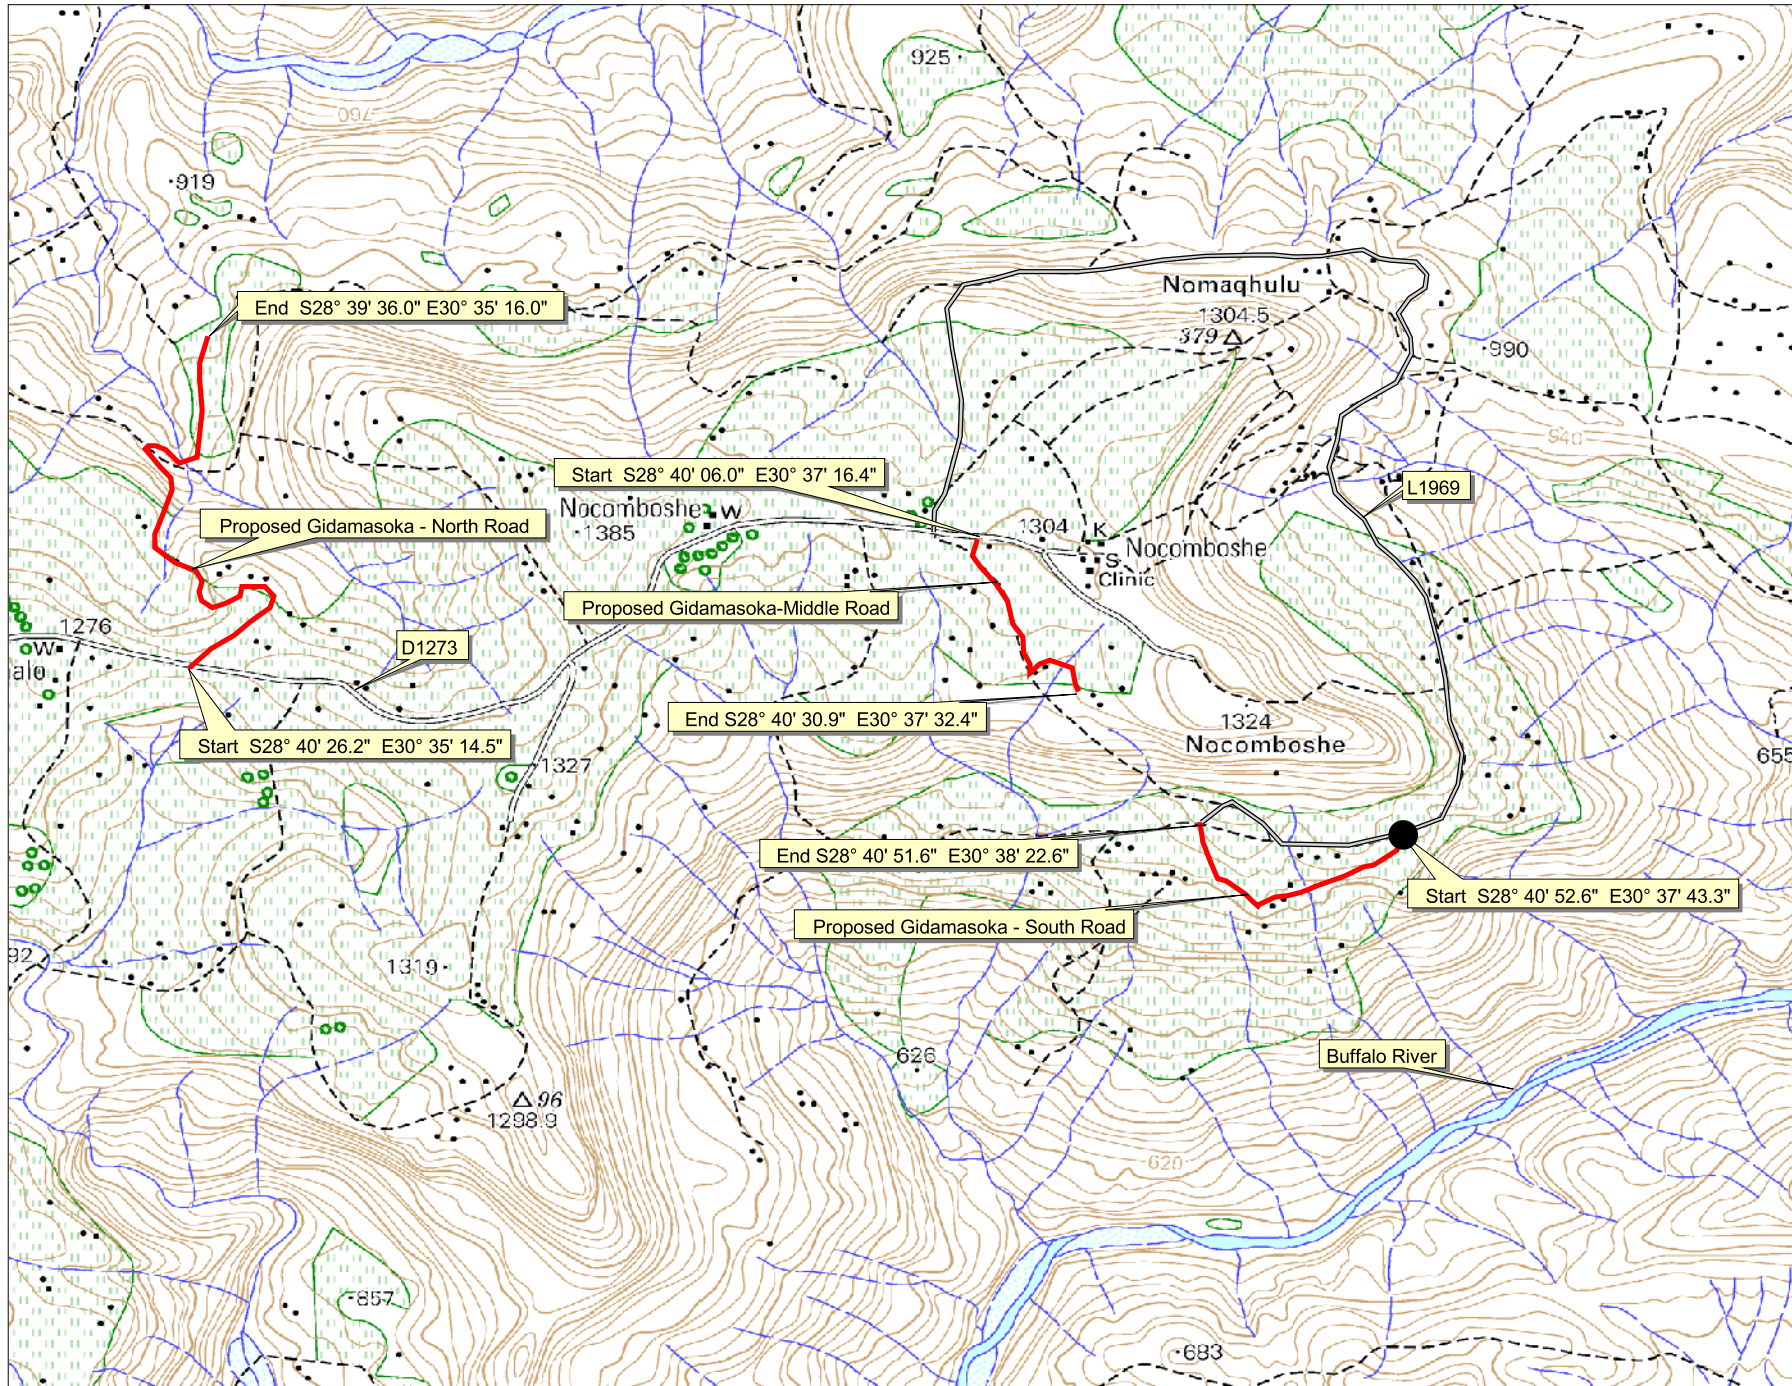 925
760
919
Nomaqhulu
1304.5
379
End S28° 39' 36.0" E30° 35' 16.0"
990
940
Start S28° 40' 06.0" E30° 37' 16.4"
L1969
Nocomboshe
W
1385
1304
K
Proposed Gidamasoka - North Road
Nocomboshe
S
Clinic
Proposed Gidamasoka-Middle Road
1276
W
alo
D1273
End S28° 40' 30.9" E30° 37' 32.4"
1324
Nocomboshe
Start S28° 40' 26.2" E30° 35' 14.5"
655
1327
End S28° 40' 51.6" E30° 38' 22.6"
Start S28° 40' 52.6" E30° 37' 43.3"
Proposed Gidamasoka - South Road
92
1319
626
Buffalo River
96
1298.9
620
857
683